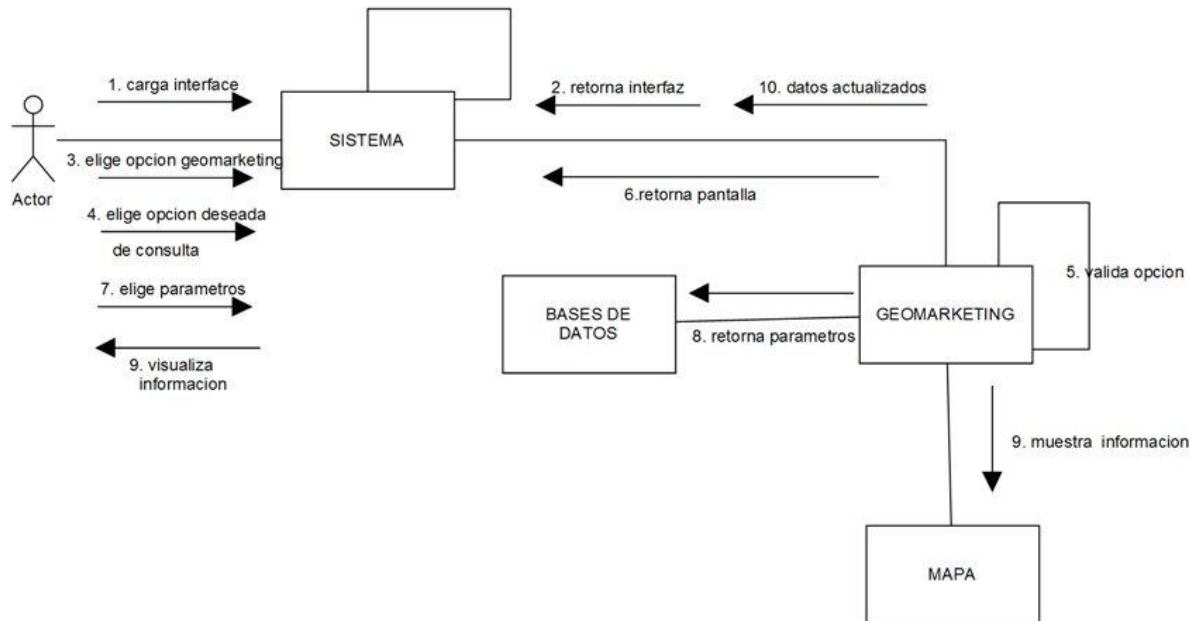 1. carga interface
2. retorna interfaz
10. datos actualizados
SISTEMA
3. elige opcion geomarketing
Actor
6.retorna pantalla
4. elige opcion deseada
de consulta
5. valida opcion
7. elige parametros
BASES DE
DATOS
GEOMARKETING
8. retorna parametros
9. visualiza
informacion
9. muestra informacion
MAPA